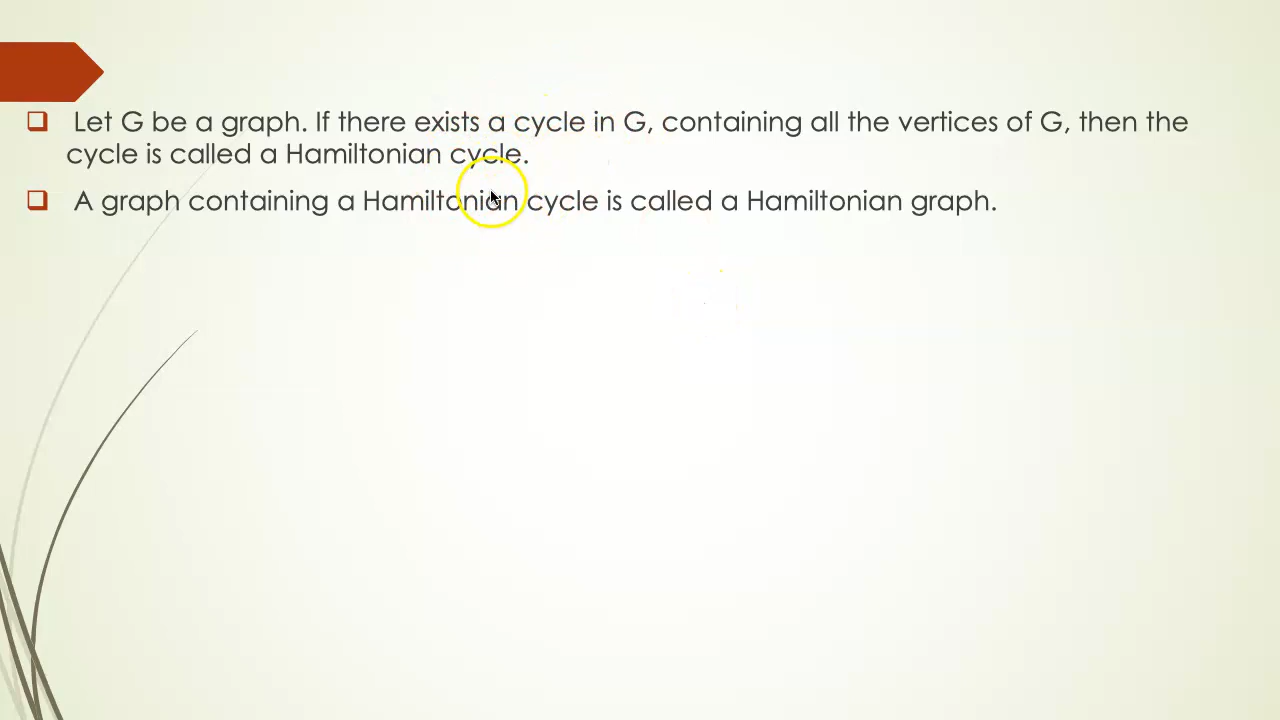 Let G be a graph. If there exists a cycle in G, containing all the vertices of G, then the
cycle is called a Hamiltonian cycle.
A graph containing a Hamiltonian cycle is called a Hamiltonian graph.